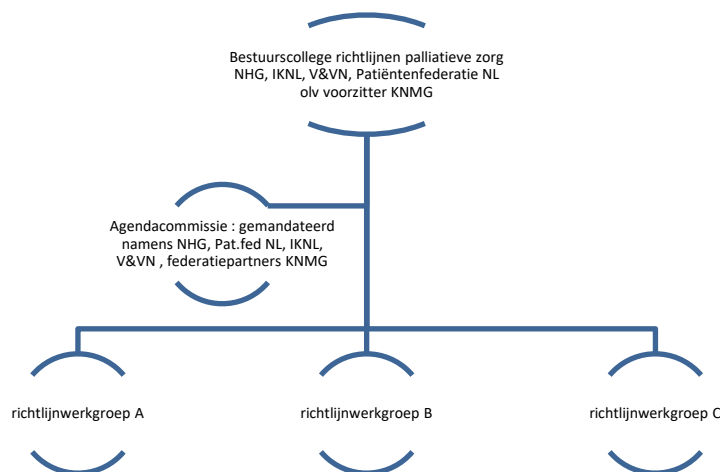 Bestuurscollege richtlijnen palliatieve zorg
NHG, IKNL, V&VN, Patiëntenfederatie NL
olv voorzitter KNMG
Agendacommissie : gemandateerd
namens NHG, Pat.fed NL, IKNL,
V&VN , federatiepartners KNMG
richtlijnwerkgroep A
richtlijnwerkgroep B
richtlijnwerkgroep C